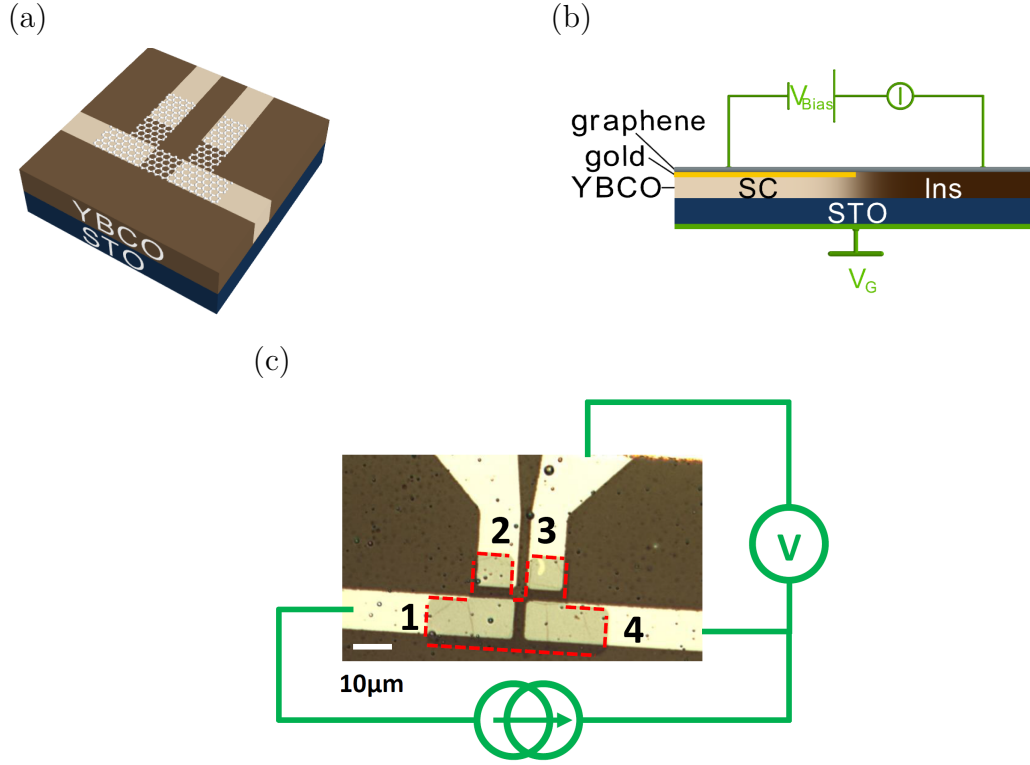 (a)
(b)
YBCO
STO
V_Bias
I
graphene
gold
YBCO
SC
Ins
STO
V_G
(c)
2
3
1
4
V
10μm